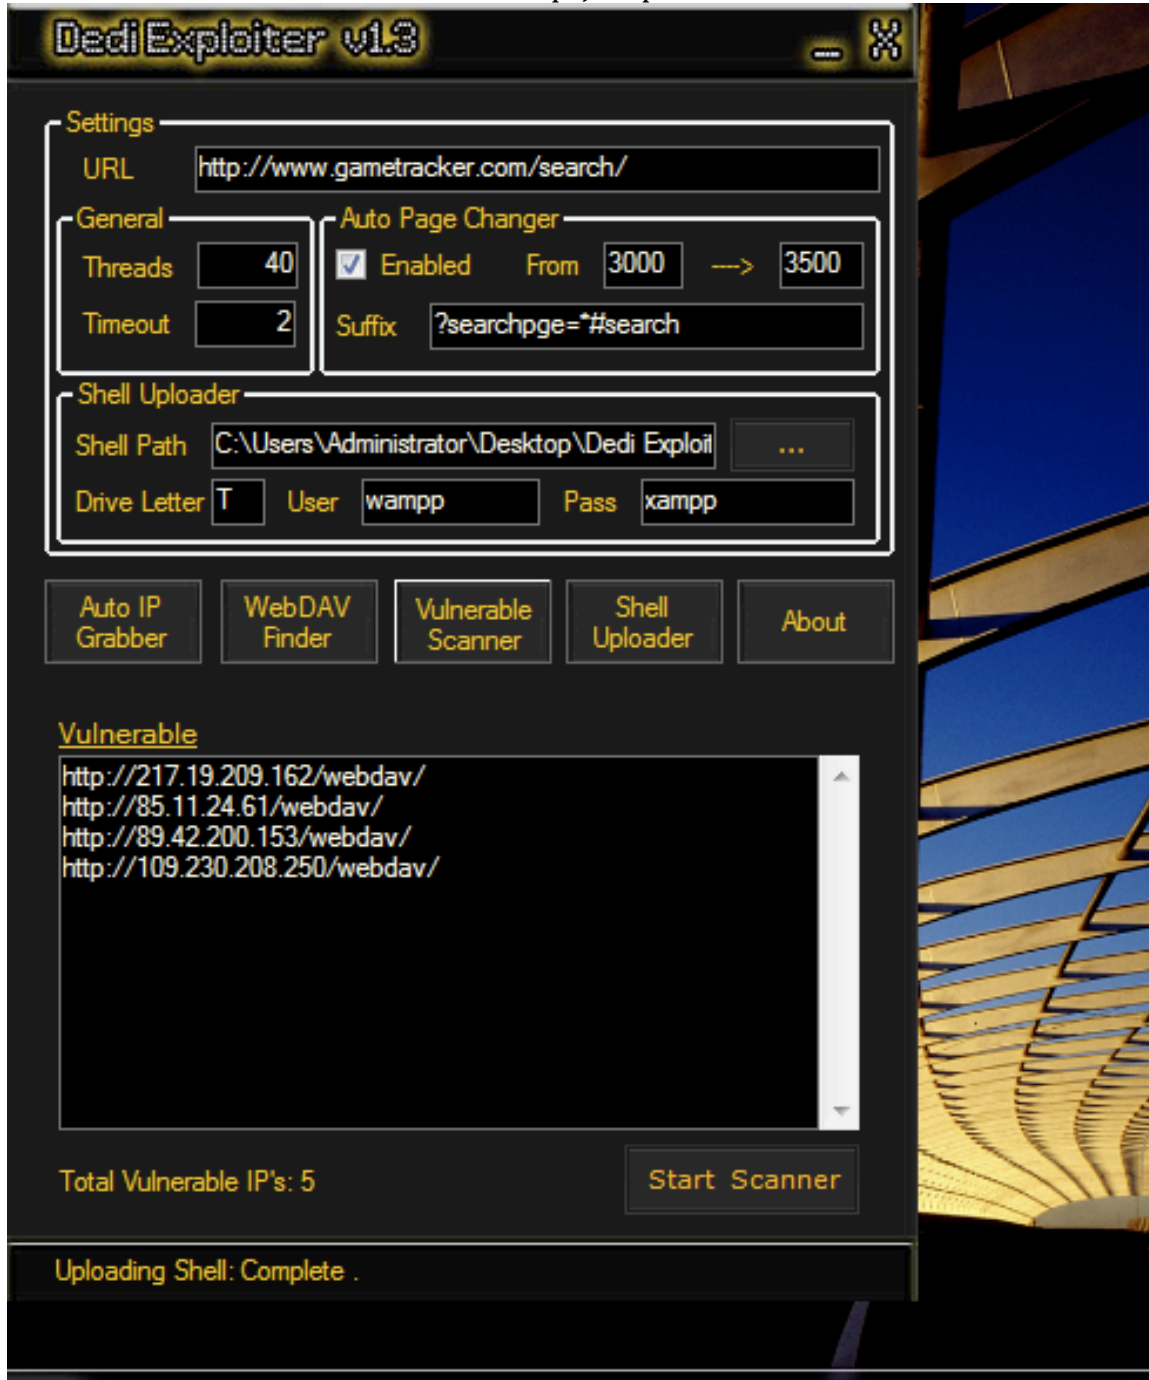 Dedi Exploiter v1.3
Settings
URL http://www.gametracker.com/search/
General
Threads 40
Timeout 2
Auto Page Changer
Enabled From 3000 ----> 3500
Suffix ?searchpge=*#search
Shell Uploader
Shell Path C:\Users\Administrator\Desktop\Dedi Exploit ...
Drive Letter T User wampp Pass xampp
Auto IP
Grabber
WebDAV
Finder
Vulnerable
Scanner
Shell
Uploader
About
Vulnerable
http://217.19.209.162/webdav/
http://85.11.24.61/webdav/
http://89.42.200.153/webdav/
http://109.230.208.250/webdav/
Total Vulnerable IP's: 5
Start Scanner
Uploading Shell: Complete .